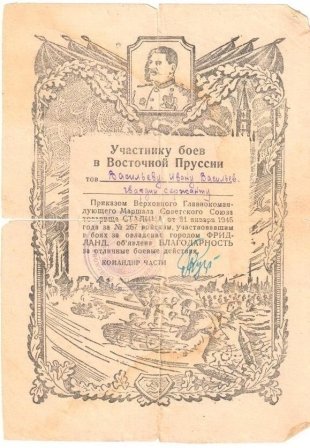 Участнику боев
в Восточной Пруссии
тов. Васильеву Ивану Васильев.
Приказом Верховного Главнокоман-
дующего Маршала Советского Союза
товарища СТАЛИНА от 31 января 1945
года за № 267 войскам, участвовавшим
в боях за овладение городом ФРИД-
ЛАНД, об'явлена БЛАГОДАРНОСТЬ
за отличные боевые действия.
КОМАНДИР ЧАСТИ